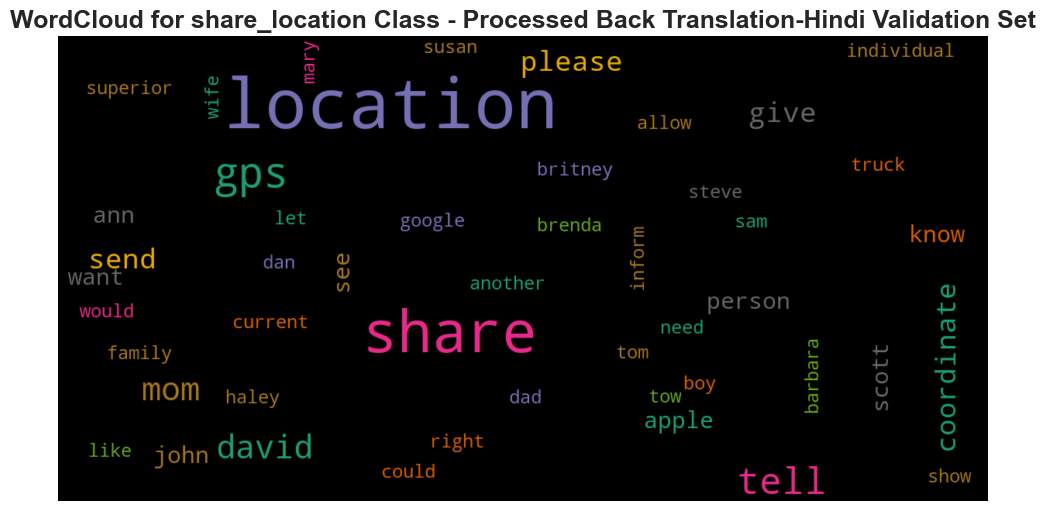 WordCloud for share_location Class - Processed Back Translation-Hindi Validation Set
susan
individual
mary
please
superior
wife
location
give
allow
gps
britney
truck
steve
ann
let
google
brenda
sam
know
send
dan
see
inform
want
another
person
coordinate
would
current
share
need
family
tom
barbara
scott
mom
haley
dad
tow
boy
apple
like
john
david
right
could
tell
show